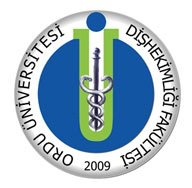 ORDU ÜNİVERSİTESİ
DİŞHEKİMLİĞİ FAKÜLTESİ
2009